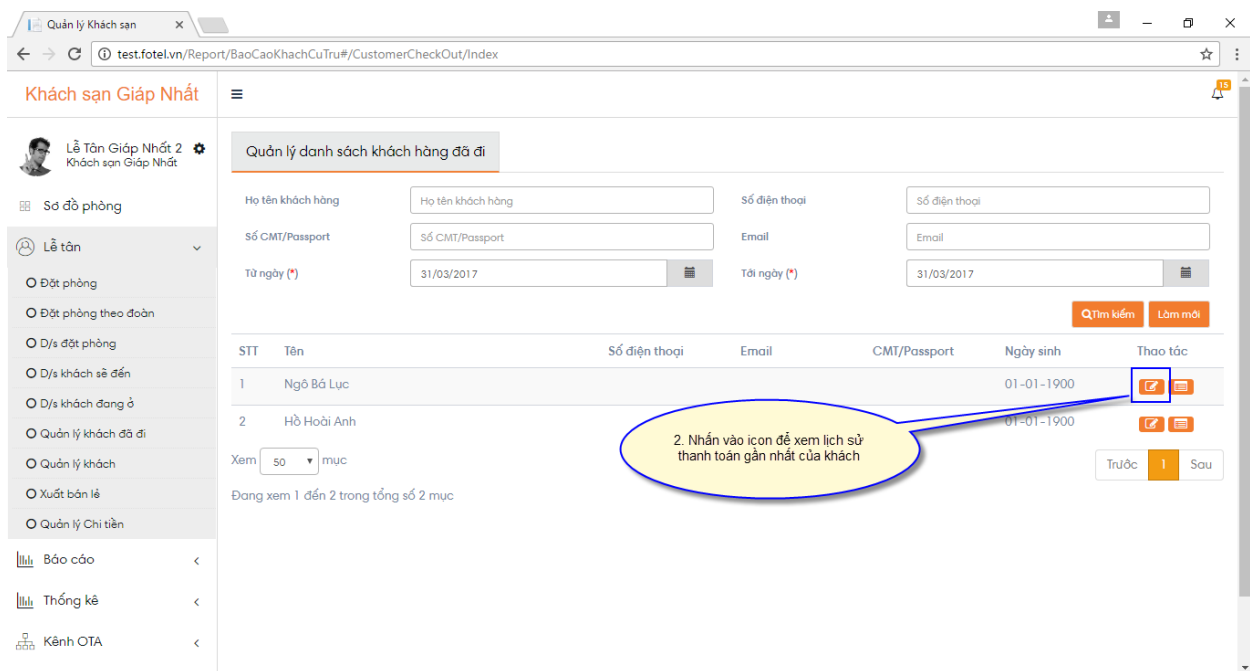 Quản lý Khách sạn
test.fotel.vn/Report/BaoCaoKhachCuTru#/CustomerCheckOut/Index
Khách sạn Giáp Nhất
15
Lễ Tân Giáp Nhất 2
Khách sạn Giáp Nhất
Sơ đồ phòng
Lễ tân
Đặt phòng
Đặt phòng theo đoàn
D/s đặt phòng
D/s khách sẽ đến
D/s khách đang ở
Quản lý khách đã đi
Quản lý khách
Xuất bán lẻ
Quản lý Chi tiền
Báo cáo
Thống kê
Kênh OTA
Quản lý danh sách khách hàng đã đi
Họ tên khách hàng Họ tên khách hàng Số điện thoại Số điện thoại
Số CMT/Passport Số CMT/Passport Email Email
Từ ngày (*) 31/03/2017 Tới ngày (*) 31/03/2017
Tìm kiếm Làm mới
STT Tên Số điện thoại Email CMT/Passport Ngày sinh Thao tác
1 Ngô Bá Lục 01-01-1900
2 Hồ Hoài Anh 01-01-1900
2. Nhấn vào icon để xem lịch sử
thanh toán gần nhất của khách
Xem 50 mục
Trước 1 Sau
Đang xem 1 đến 2 trong tổng số 2 mục